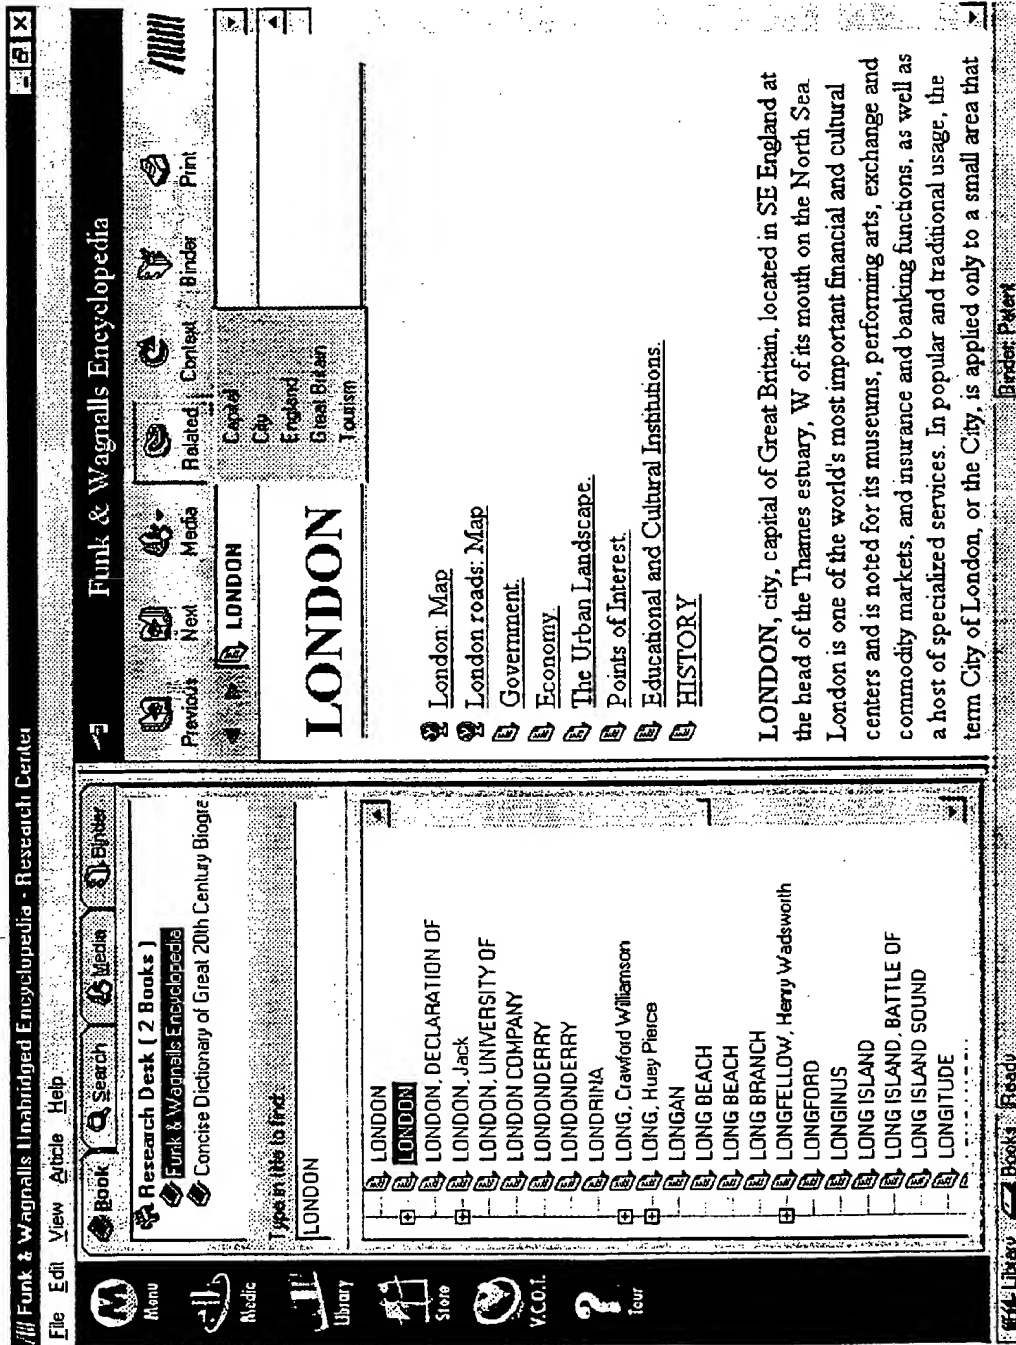 Funk & Wagnalls Unabridged Encyclopedia - Research Center
File Edit View Article Help
Menu
Medic
Library
Store
V.C.O.T.
Tour
Book Search Media Binder
Research Desk ( 2 Books )
Funk & Wagnalls Encyclopedia
Concise Dictionary of Great 20th Century Biogra
Type in title to find:
LONDON
LONDON
LONDON
LONDON, DECLARATION OF
LONDON, Jack
LONDON, UNIVERSITY OF
LONDON COMPANY
LONDONDERRY
LONDONDERRY
LONDRINA
LONG, Crawford Williamson
LONG, Huey Pierce
LONGAN
LONG BEACH
LONG BEACH
LONG BRANCH
LONGFELLOW, Henry Wadsworth
LONGFORD
LONGINUS
LONG ISLAND
LONG ISLAND, BATTLE OF
LONG ISLAND SOUND
LONGITUDE
Funk & Wagnalls Encyclopedia
Previous Next Media Related Context Binder Print
LONDON
Capital
City
England
Great Britain
Tourism
LONDON
London: Map
London roads: Map
Government.
Economy.
The Urban Landscape.
Points of Interest.
Educational and Cultural Institutions.
HISTORY
LONDON, city, capital of Great Britain, located in SE England at
the head of the Thames estuary, W of its mouth on the North Sea.
London is one of the world's most important financial and cultural
centers and is noted for its museums, performing arts, exchange and
commodity markets, and insurance and banking functions, as well as
a host of specialized services. In popular and traditional usage, the
term City of London, or the City, is applied only to a small area that
Library Books Ready
Binder: Patent